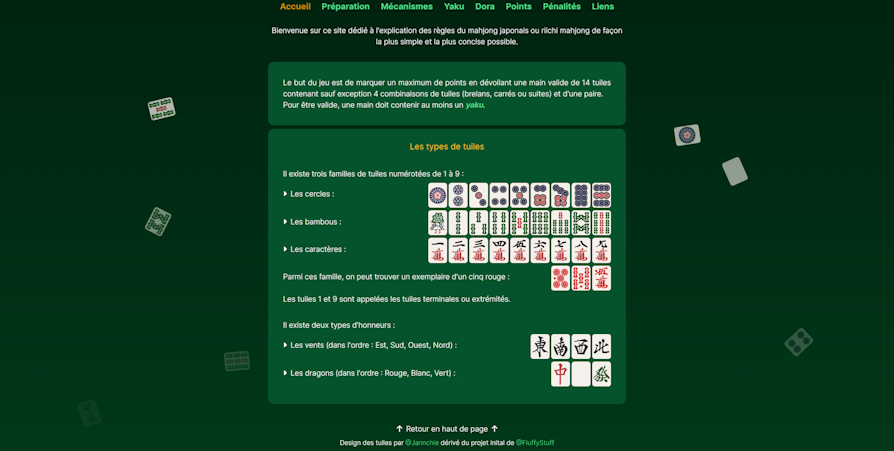 Accueil Préparation Mécanismes Yaku Dora Points Pénalités Liens
Bienvenue sur ce site dédié à l'explication des règles du mahjong japonais ou riichi mahjong de façon
la plus simple et la plus concise possible.
Le but du jeu est de marquer un maximum de points en dévoilant une main valide de 14 tuiles
contenant sauf exception 4 combinaisons de tuiles (brelans, carrés ou suites) et d'une paire.
Pour être valide, une main doit contenir au moins un yaku.
Les types de tuiles
Il existe trois familles de tuiles numérotées de 1 à 9 :
Les cercles :
Les bambous :
Les caractères :
一 二 三 四 伍 六 七 八 九
萬 萬 萬 萬 萬 萬 萬 萬 萬
Parmi ces famille, on peut trouver un exemplaire d'un cinq rouge :
伍
萬
Les tuiles 1 et 9 sont appelées les tuiles terminales ou extrémités.
Il existe deux types d'honneurs :
Les vents (dans l'ordre : Est, Sud, Ouest, Nord) :
東 南 西 北
Les dragons (dans l'ordre : Rouge, Blanc, Vert) :
中 發
↑ Retour en haut de page ↑
Design des tuiles par @Jannchie dérivé du projet inital de @FluffyStuff